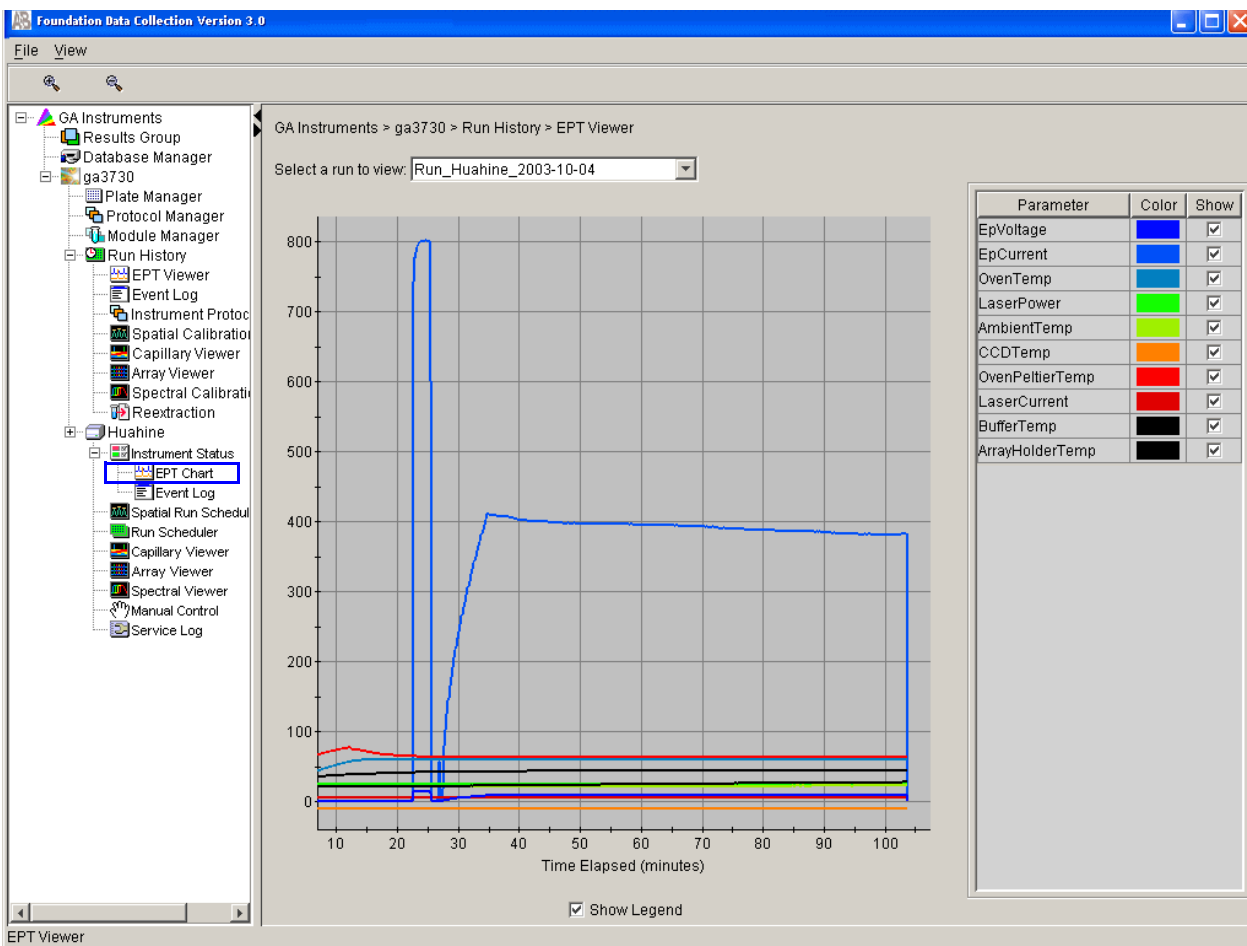 Foundation Data Collection Version 3.0
File View
GA Instruments
Results Group
Database Manager
ga3730
Plate Manager
Protocol Manager
Module Manager
Run History
EPT Viewer
Event Log
Instrument Protoc
Spatial Calibration
Capillary Viewer
Array Viewer
Spectral Calibrati
Reextraction
Huahine
Instrument Status
EPT Chart
Event Log
Spatial Run Schedul
Run Scheduler
Capillary Viewer
Array Viewer
Spectral Viewer
Manual Control
Service Log
GA Instruments > ga3730 > Run History > EPT Viewer
Select a run to view: Run_Huahine_2003-10-04
800
700
600
500
400
300
200
100
0
10 20 30 40 50 60 70 80 90 100
Time Elapsed (minutes)
Show Legend
Parameter Color Show
EpVoltage
EpCurrent
OvenTemp
LaserPower
AmbientTemp
CCDTemp
OvenPeltierTemp
LaserCurrent
BufferTemp
ArrayHolderTemp
EPT Viewer